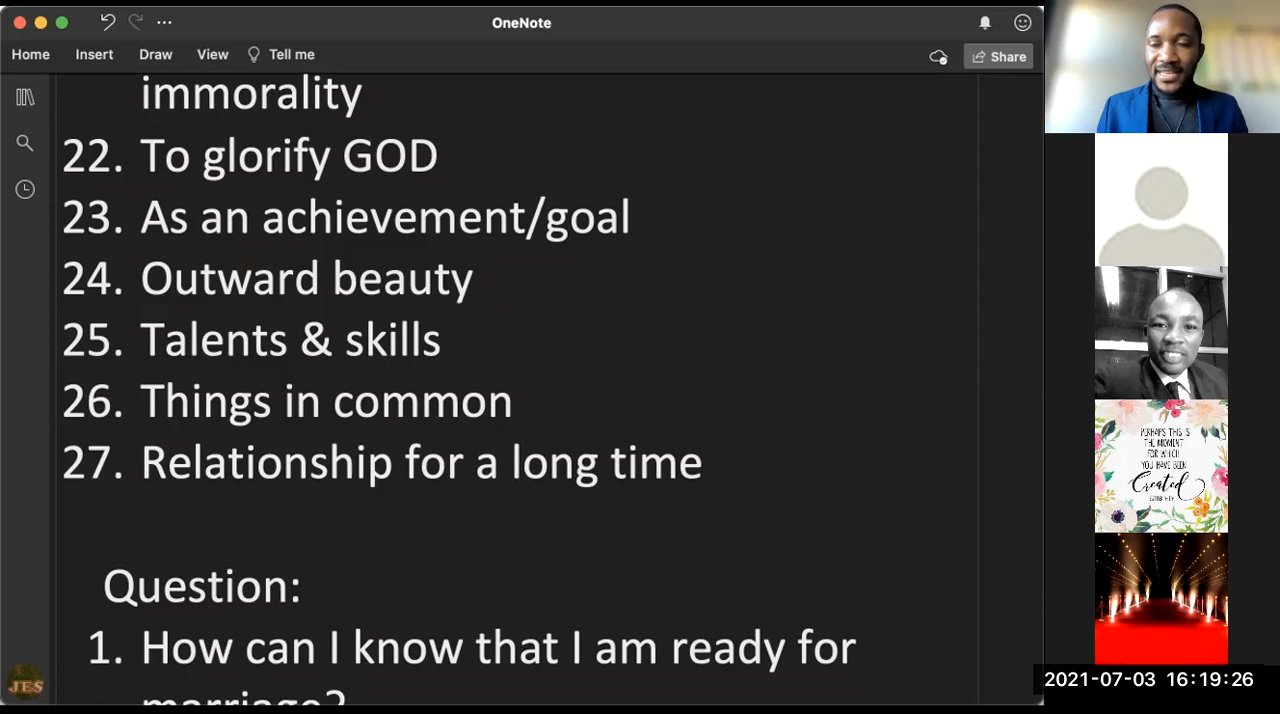 OneNote
Home Insert Draw View Tell me Share
immorality
22. To glorify GOD
23. As an achievement/goal
24. Outward beauty
25. Talents & skills
26. Things in common
27. Relationship for a long time
Question:
1. How can I know that I am ready for
marriage?
JES
PERHAPS THIS IS
THE MOMENT
FOR WHICH
YOU HAVE BEEN
Created
2021-07-03 16:19:26